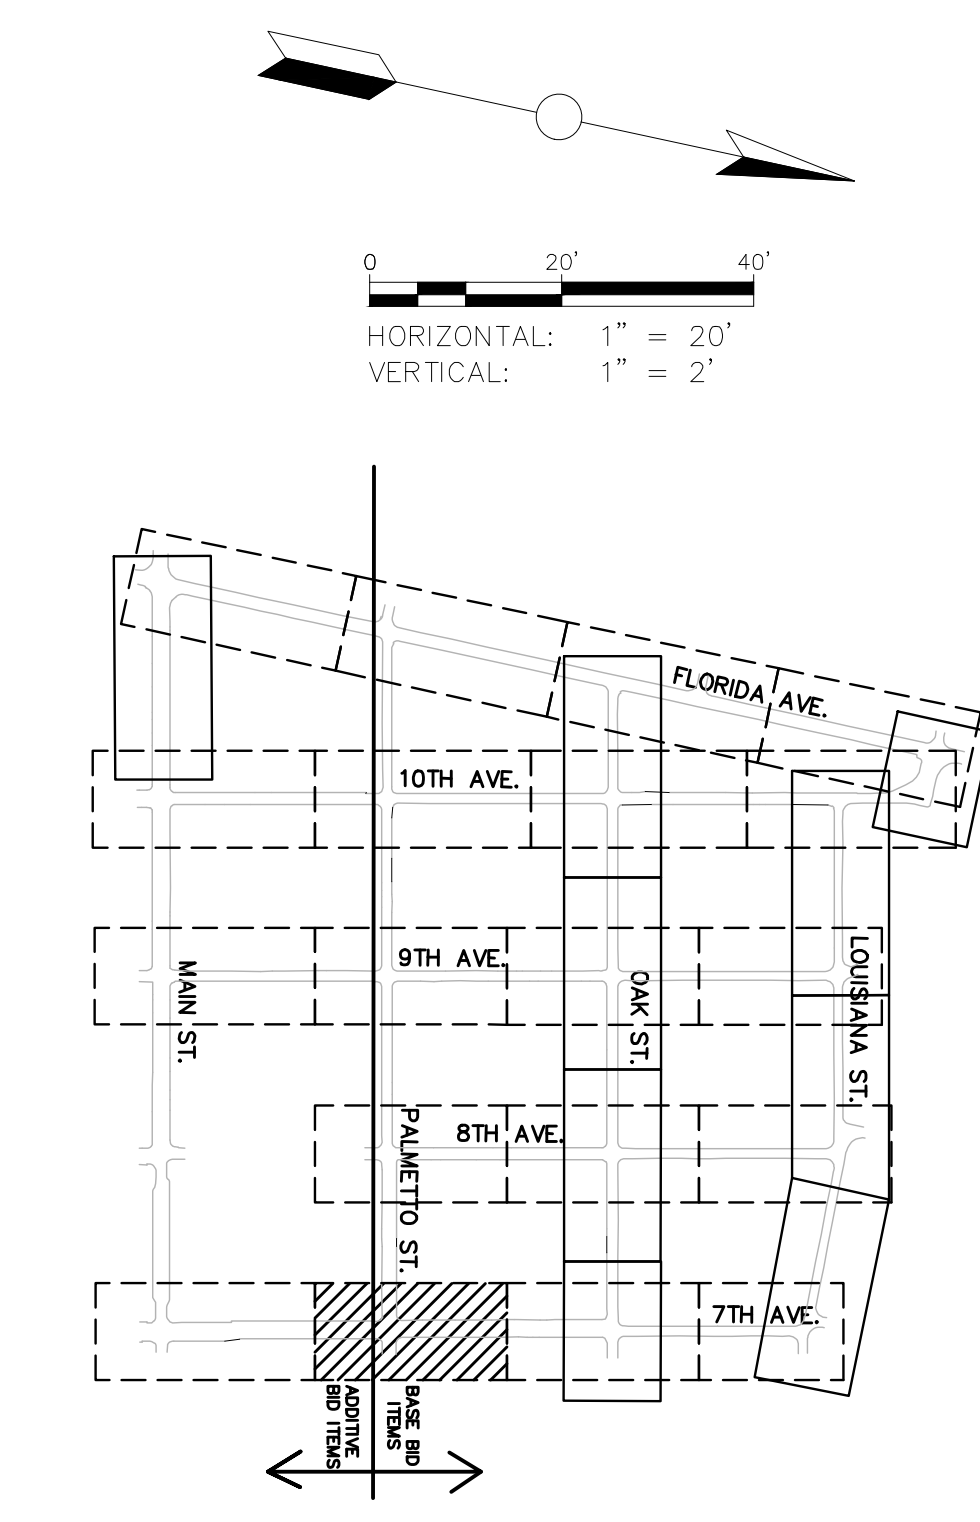 0 20' 40'
HORIZONTAL: 1" = 20'
VERTICAL: 1" = 2'
FLORIDA AVE.
10TH AVE.
9TH AVE.
MAIN ST.
OAK ST.
LOUISIANA ST.
8TH AVE.
PALMETTO ST.
7TH AVE.
ADDITIVE
BID ITEMS
BASE BID
ITEMS